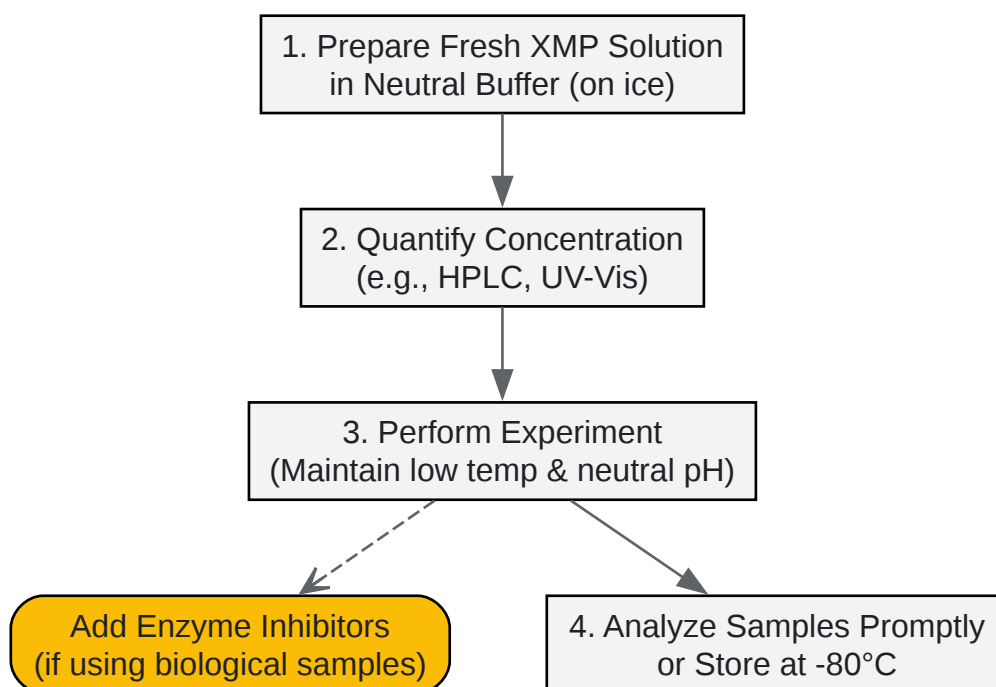 1. Prepare Fresh XMP Solution
in Neutral Buffer (on ice)
2. Quantify Concentration
(e.g., HPLC, UV-Vis)
3. Perform Experiment
(Maintain low temp & neutral pH)
Add Enzyme Inhibitors
(if using biological samples)
4. Analyze Samples Promptly
or Store at -80°C